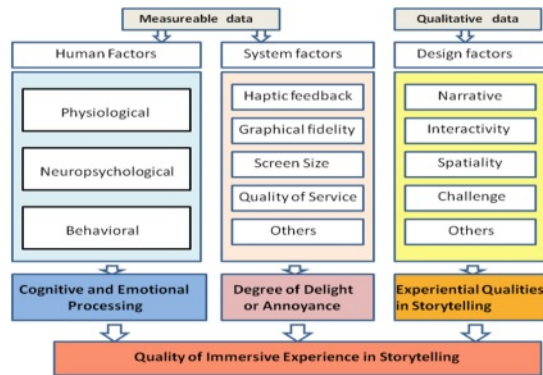 Measureable data
Qualitative data
Human Factors
System factors
Design factors
Physiological
Neuropsychological
Behavioral
Haptic feedback
Graphical fidelity
Screen Size
Quality of Service
Others
Narrative
Interactivity
Spatiality
Challenge
Others
Cognitive and Emotional
Processing
Degree of Delight
or Annoyance
Experiential Qualities
in Storytelling
Quality of Immersive Experience in Storytelling